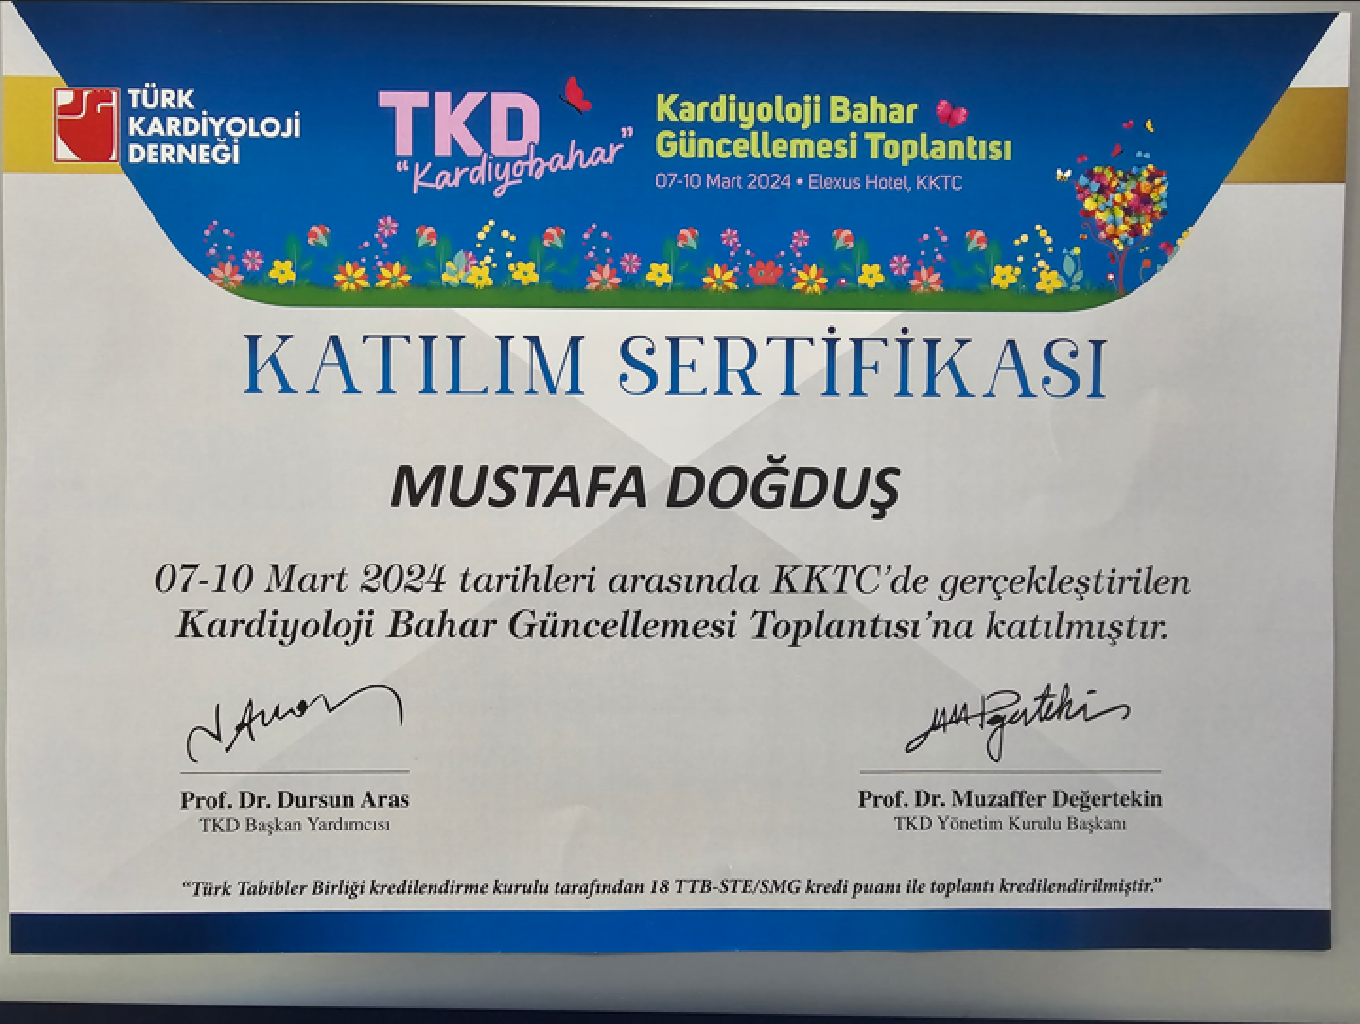 TÜRK
KARDİYOLOJİ
DERNEĞİ
TKD
"Kardiyobahar"
Kardiyoloji Bahar
Güncellemesi Toplantısı
07-10 Mart 2024 • Elexus Hotel, KKTC
KATILIM SERTİFİKASI
MUSTAFA DOĞDUŞ
07-10 Mart 2024 tarihleri arasında KKTC'de gerçekleştirilen
Kardiyoloji Bahar Güncellemesi Toplantısı'na katılmıştır.
Prof. Dr. Dursun Aras
TKD Başkan Yardımcısı
Prof. Dr. Muzaffer Değertekin
TKD Yönetim Kurulu Başkanı
"Türk Tabibler Birliği kredilendirme kurulu tarafından 18 TTB-STE/SMG kredi puanı ile toplantı kredilendirilmiştir."